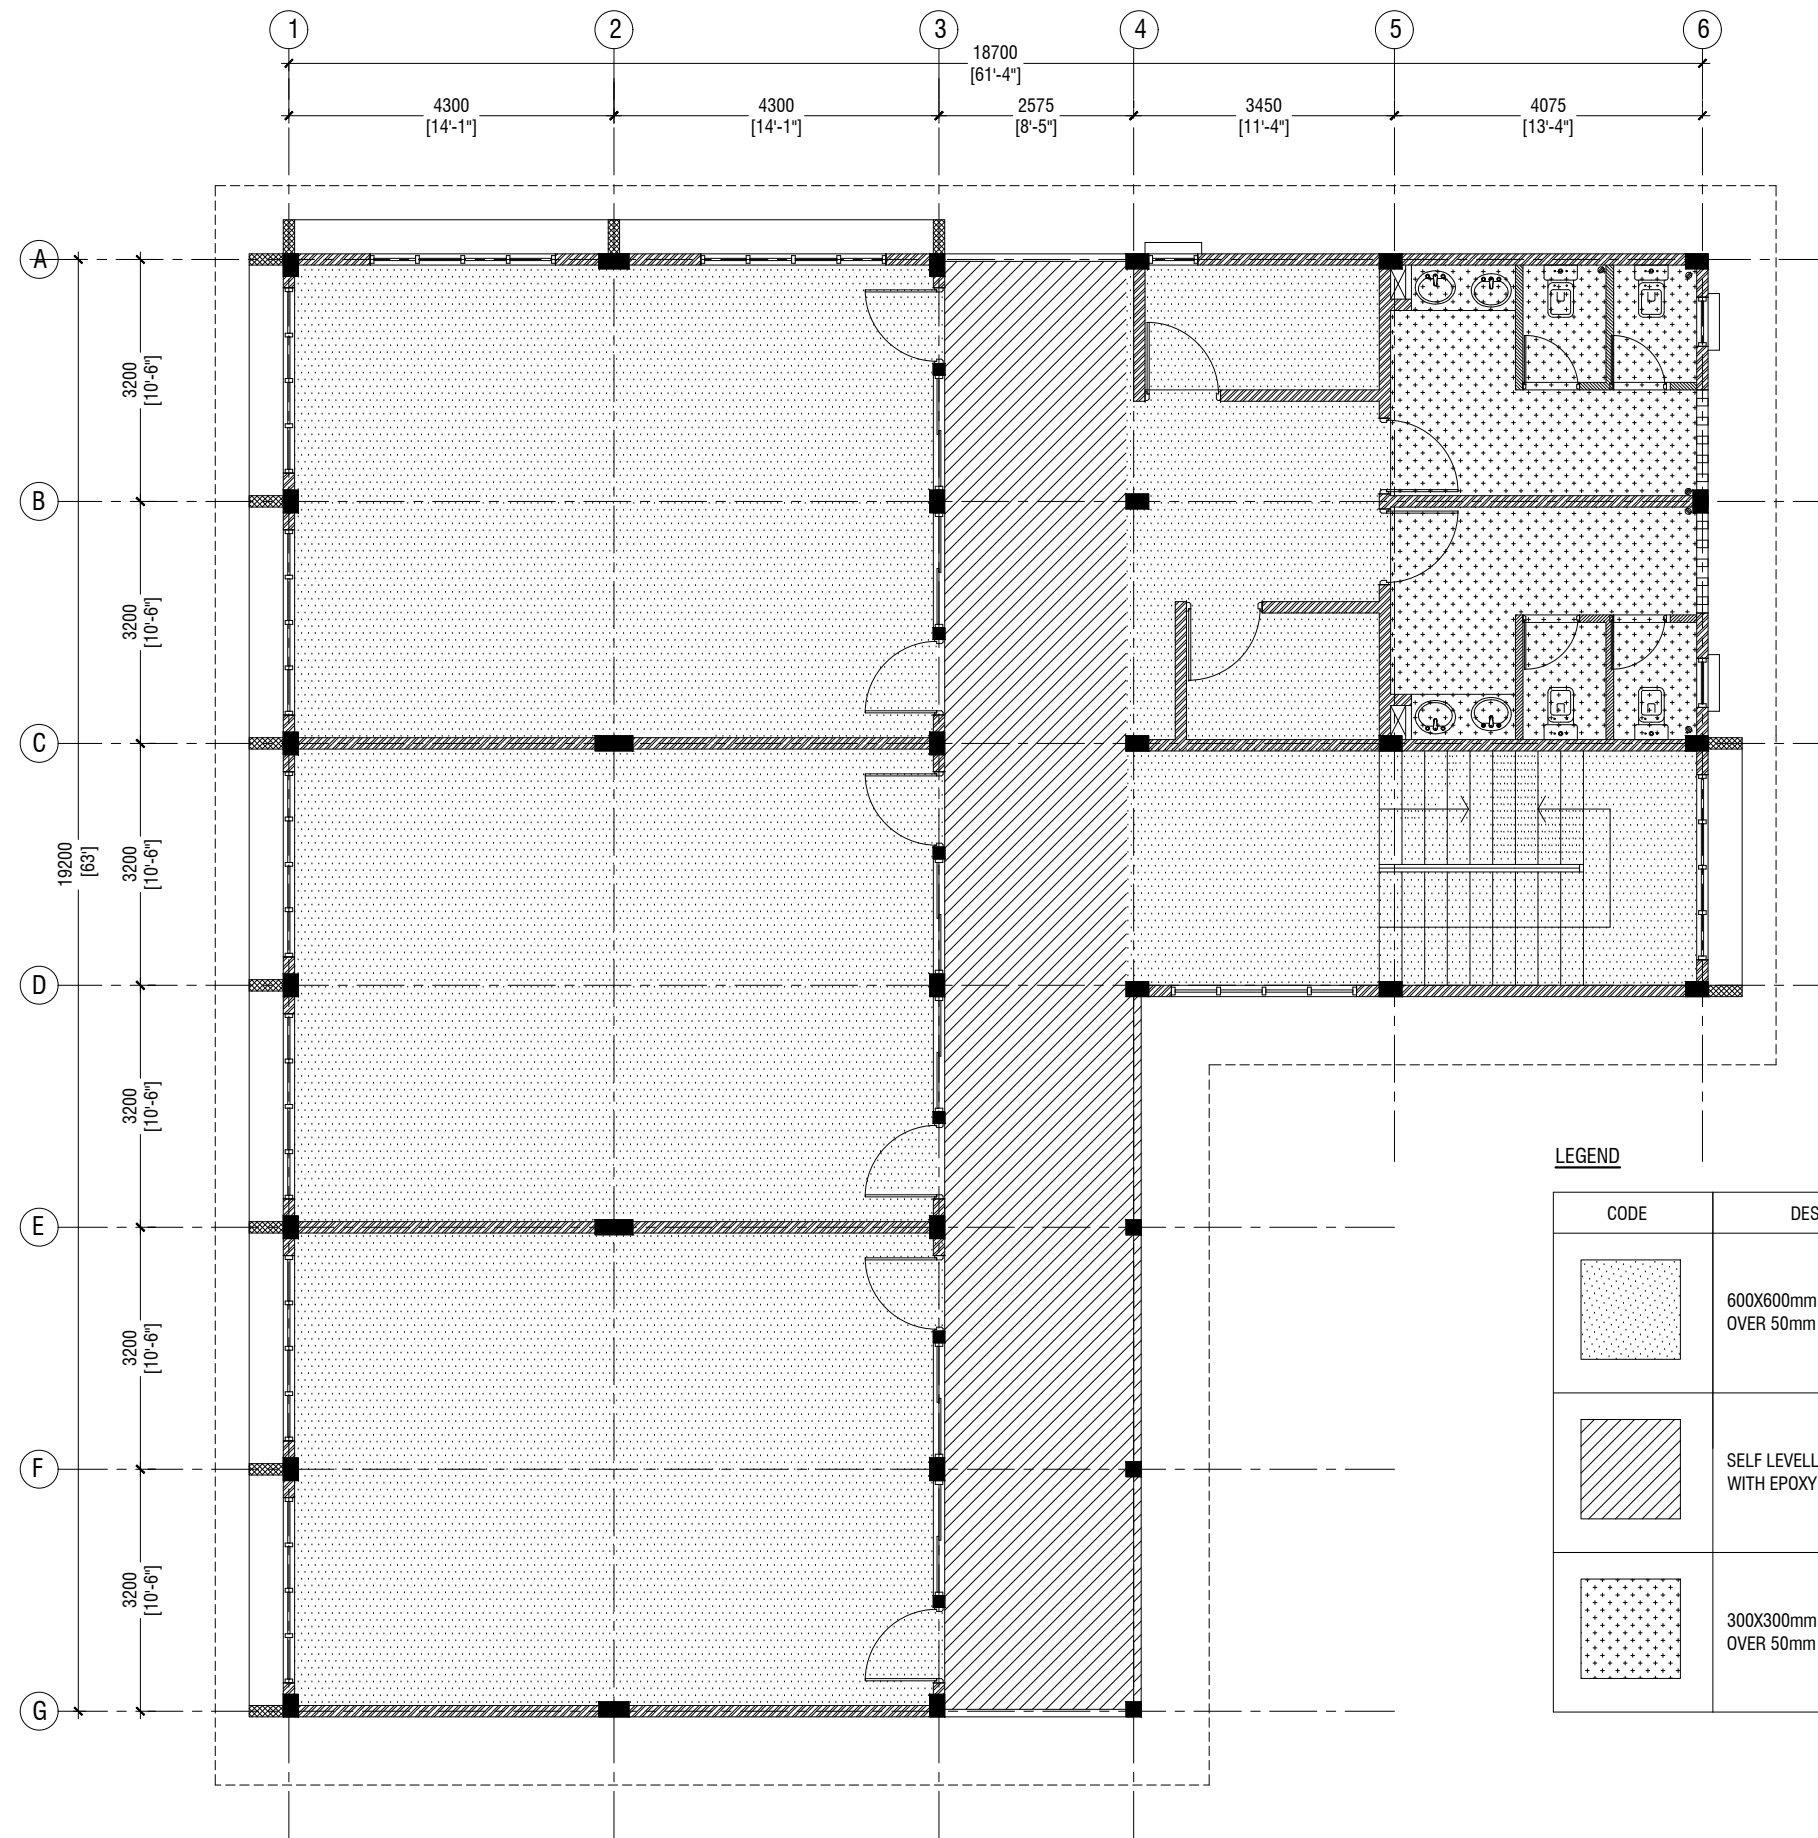 1 2 3 4 5 6
18700
[61'-4"]
4300 4300 2575 3450 4075
[14'-1"] [14'-1"] [8'-5"] [11'-4"] [13'-4"]
A
3200
[10'-6"]
B
3200
[10'-6"]
C
19200
[63']
3200
[10'-6"]
D
3200
[10'-6"]
E
3200
[10'-6"]
F
3200
[10'-6"]
G
LEGEND
CODE DES
600X600mm
OVER 50mm
SELF LEVELL
WITH EPOXY
300X300mm
OVER 50mm